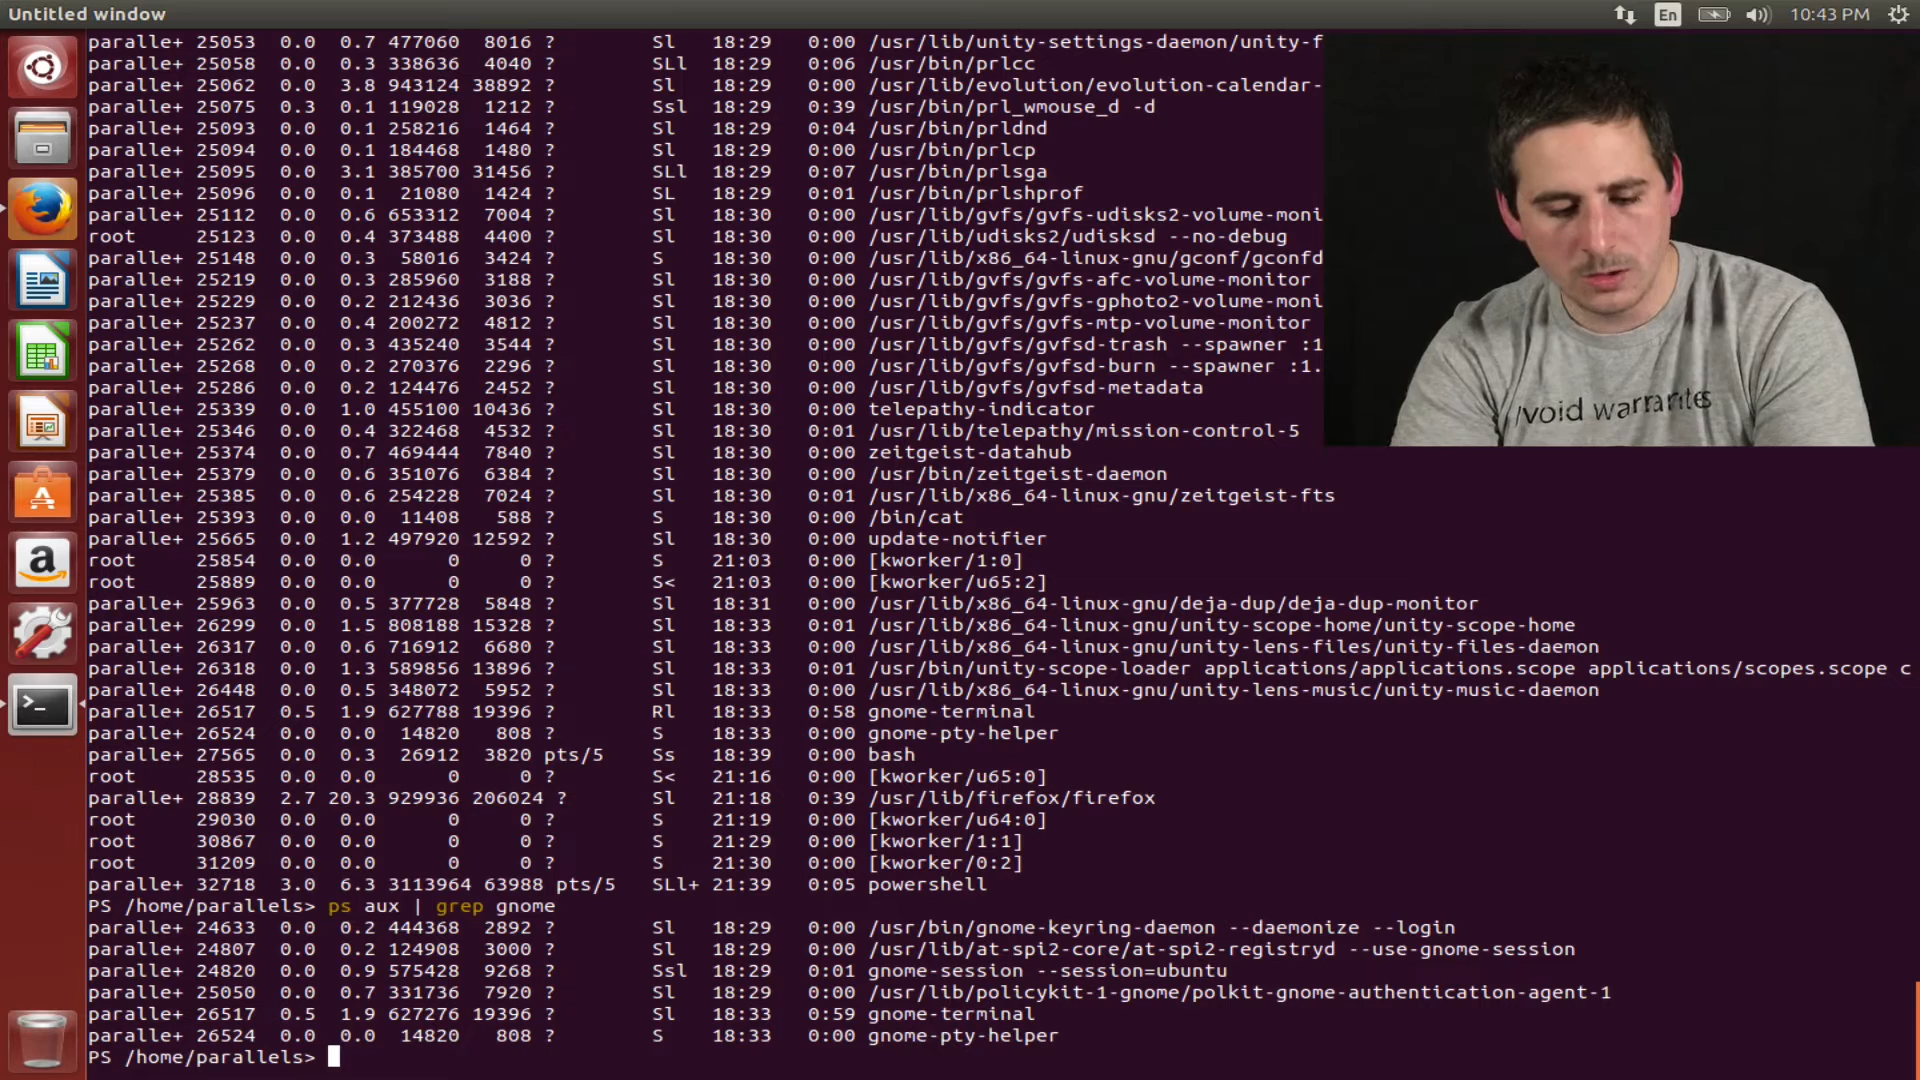 Untitled window
En
10:43 PM
paralle+ 25053 0.0 0.7 477060 8016 ? Sl 18:29 0:00 /usr/lib/unity-settings-daemon/unity-f
paralle+ 25058 0.0 0.3 338636 4040 ? SLl 18:29 0:06 /usr/bin/prlcc
paralle+ 25062 0.0 3.8 943124 38892 ? Sl 18:29 0:00 /usr/lib/evolution/evolution-calendar-
paralle+ 25075 0.3 0.1 119028 1212 ? Ssl 18:29 0:39 /usr/bin/prl_wmouse_d -d
paralle+ 25093 0.0 0.1 258216 1464 ? Sl 18:29 0:04 /usr/bin/prldnd
paralle+ 25094 0.0 0.1 184468 1480 ? Sl 18:29 0:00 /usr/bin/prlcp
paralle+ 25095 0.0 3.1 385700 31456 ? SLl 18:29 0:07 /usr/bin/prlsga
paralle+ 25096 0.0 0.1 21080 1424 ? SL 18:29 0:01 /usr/bin/prlshprof
paralle+ 25112 0.0 0.6 653312 7004 ? Sl 18:30 0:00 /usr/lib/gvfs/gvfs-udisks2-volume-moni
root 25123 0.0 0.4 373488 4400 ? Sl 18:30 0:00 /usr/lib/udisks2/udisksd --no-debug
paralle+ 25148 0.0 0.3 58016 3424 ? S 18:30 0:00 /usr/lib/x86_64-linux-gnu/gconf/gconfd
paralle+ 25219 0.0 0.3 285960 3188 ? Sl 18:30 0:00 /usr/lib/gvfs/gvfs-afc-volume-monitor
paralle+ 25229 0.0 0.2 212436 3036 ? Sl 18:30 0:00 /usr/lib/gvfs/gvfs-gphoto2-volume-moni
paralle+ 25237 0.0 0.4 200272 4812 ? Sl 18:30 0:00 /usr/lib/gvfs/gvfs-mtp-volume-monitor
paralle+ 25262 0.0 0.3 435240 3544 ? Sl 18:30 0:00 /usr/lib/gvfs/gvfsd-trash --spawner :1
paralle+ 25268 0.0 0.2 270376 2296 ? Sl 18:30 0:00 /usr/lib/gvfs/gvfsd-burn --spawner :1.
paralle+ 25286 0.0 0.2 124476 2452 ? Sl 18:30 0:00 /usr/lib/gvfs/gvfsd-metadata
paralle+ 25339 0.0 1.0 455100 10436 ? Sl 18:30 0:00 telepathy-indicator
paralle+ 25346 0.0 0.4 322468 4532 ? Sl 18:30 0:01 /usr/lib/telepathy/mission-control-5
paralle+ 25374 0.0 0.7 469444 7840 ? Sl 18:30 0:00 zeitgeist-datahub
paralle+ 25379 0.0 0.6 351076 6384 ? Sl 18:30 0:00 /usr/bin/zeitgeist-daemon
paralle+ 25385 0.0 0.6 254228 7024 ? Sl 18:30 0:01 /usr/lib/x86_64-linux-gnu/zeitgeist-fts
paralle+ 25393 0.0 0.0 11408 588 ? S 18:30 0:00 /bin/cat
paralle+ 25665 0.0 1.2 497920 12592 ? Sl 18:30 0:00 update-notifier
root 25854 0.0 0.0 0 0 ? S 21:03 0:00 [kworker/1:0]
root 25889 0.0 0.0 0 0 ? S< 21:03 0:00 [kworker/u65:2]
paralle+ 25963 0.0 0.5 377728 5848 ? Sl 18:31 0:00 /usr/lib/x86_64-linux-gnu/deja-dup/deja-dup-monitor
paralle+ 26299 0.0 1.5 808188 15328 ? Sl 18:33 0:01 /usr/lib/x86_64-linux-gnu/unity-scope-home/unity-scope-home
paralle+ 26317 0.0 0.6 716912 6680 ? Sl 18:33 0:00 /usr/lib/x86_64-linux-gnu/unity-lens-files/unity-files-daemon
paralle+ 26318 0.0 1.3 589856 13896 ? Sl 18:33 0:01 /usr/bin/unity-scope-loader applications/applications.scope applications/scopes.scope c
paralle+ 26448 0.0 0.5 348072 5952 ? Sl 18:33 0:00 /usr/lib/x86_64-linux-gnu/unity-lens-music/unity-music-daemon
paralle+ 26517 0.5 1.9 627788 19396 ? Rl 18:33 0:58 gnome-terminal
paralle+ 26524 0.0 0.0 14820 808 ? S 18:33 0:00 gnome-pty-helper
paralle+ 27565 0.0 0.3 26912 3820 pts/5 Ss 18:39 0:00 bash
root 28535 0.0 0.0 0 0 ? S< 21:16 0:00 [kworker/u65:0]
paralle+ 28839 2.7 20.3 929936 206024 ? Sl 21:18 0:39 /usr/lib/firefox/firefox
root 29030 0.0 0.0 0 0 ? S 21:19 0:00 [kworker/u64:0]
root 30867 0.0 0.0 0 0 ? S 21:29 0:00 [kworker/1:1]
root 31209 0.0 0.0 0 0 ? S 21:30 0:00 [kworker/0:2]
paralle+ 32718 3.0 6.3 3113964 63988 pts/5 SLl+ 21:39 0:05 powershell
PS /home/parallels> ps aux | grep gnome
paralle+ 24633 0.0 0.2 444368 2892 ? Sl 18:29 0:00 /usr/bin/gnome-keyring-daemon --daemonize --login
paralle+ 24807 0.0 0.2 124908 3000 ? Sl 18:29 0:00 /usr/lib/at-spi2-core/at-spi2-registryd --use-gnome-session
paralle+ 24820 0.0 0.9 575428 9268 ? Ssl 18:29 0:01 gnome-session --session=ubuntu
paralle+ 25050 0.0 0.7 331736 7920 ? Sl 18:29 0:00 /usr/lib/policykit-1-gnome/polkit-gnome-authentication-agent-1
paralle+ 26517 0.5 1.9 627276 19396 ? Sl 18:33 0:59 gnome-terminal
paralle+ 26524 0.0 0.0 14820 808 ? S 18:33 0:00 gnome-pty-helper
PS /home/parallels>
/void warranties